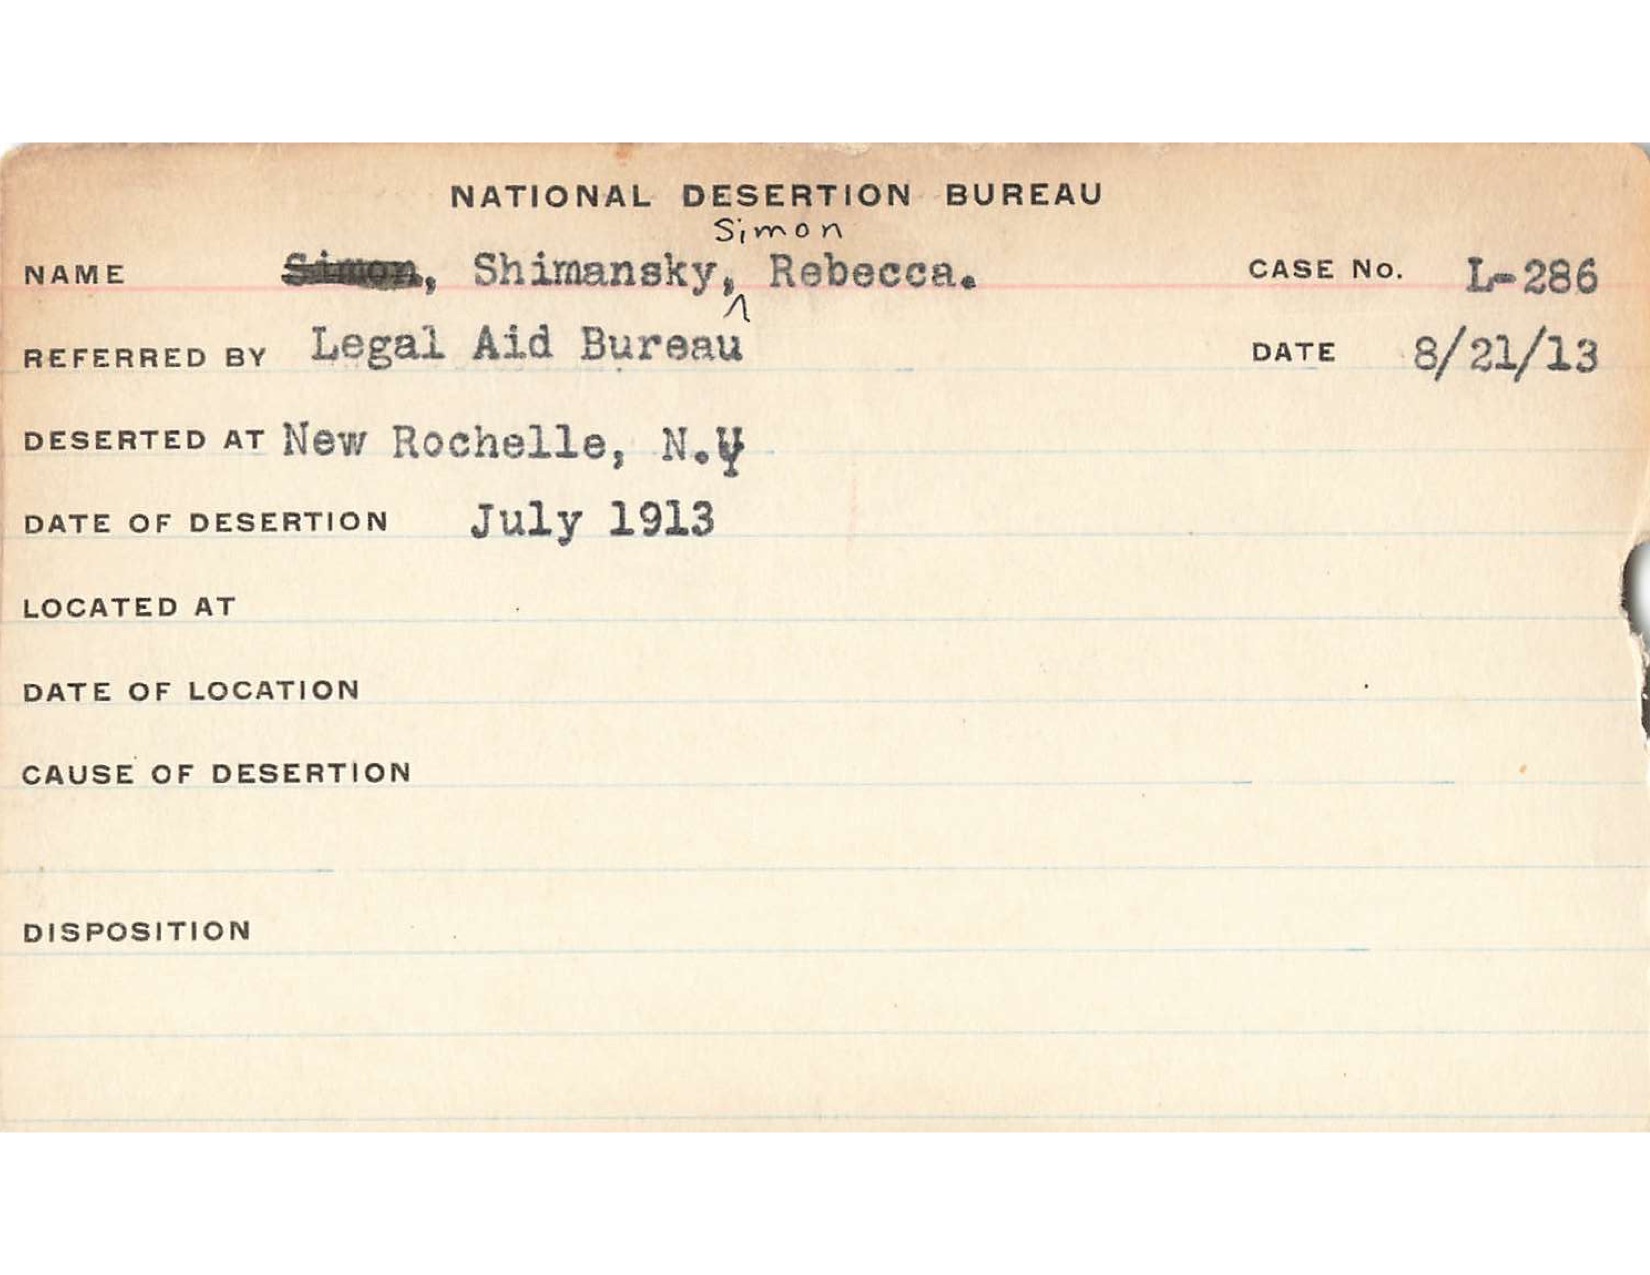 NATIONAL DESERTION BUREAU
Simon
NAME Simon, Shimansky, Rebecca. CASE No. L-286
REFERRED BY Legal Aid Bureau DATE 8/21/13
DESERTED AT New Rochelle, N.Y
DATE OF DESERTION July 1913
LOCATED AT
DATE OF LOCATION
CAUSE OF DESERTION
DISPOSITION